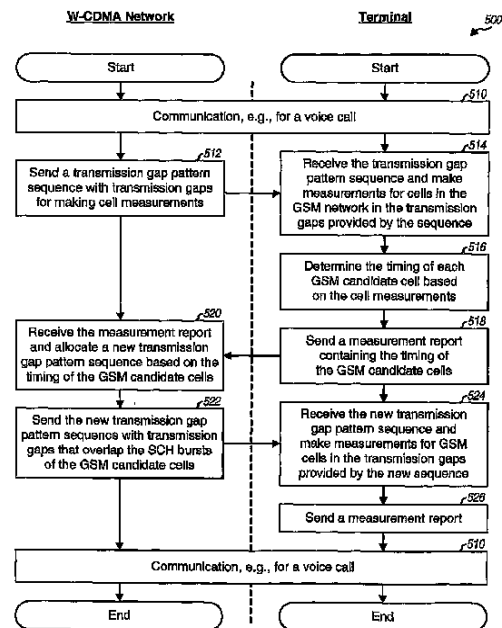 W-CDMA Network
Terminal
500
Start
Start
510
Communication, e.g., for a voice call
512
Send a transmission gap pattern
sequence with transmission gaps
for making cell measurements
514
Receive the transmission gap
pattern sequence and make
measurements for cells in the
GSM network in the transmission
gaps provided by the sequence
516
Determine the timing of each
GSM candidate cell based
on the cell measurements
518
Send a measurement report
containing the timing of
the GSM candidate cells
520
Receive the measurement report
and allocate a new transmission
gap pattern sequence based on the
timing of the GSM candidate cells
522
Send the new transmission gap
pattern sequence with transmission
gaps that overlap the SCH bursts
of the GSM candidate cells
524
Receive the new transmission
gap pattern sequence and
make measurements for GSM
cells in the transmission gaps
provided by the new sequence
526
Send a measurement report
510
Communication, e.g., for a voice call
End
End